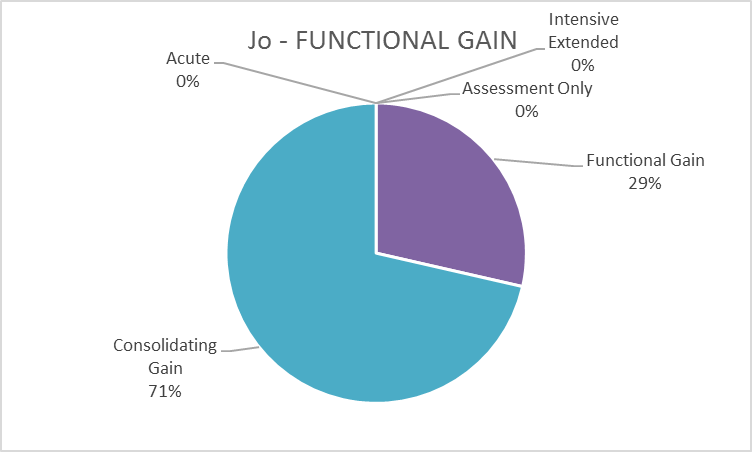 Jo - FUNCTIONAL GAIN
Intensive
Extended
0%
Acute
0%
Assessment Only
0%
Functional Gain
29%
Consolidating
Gain
71%